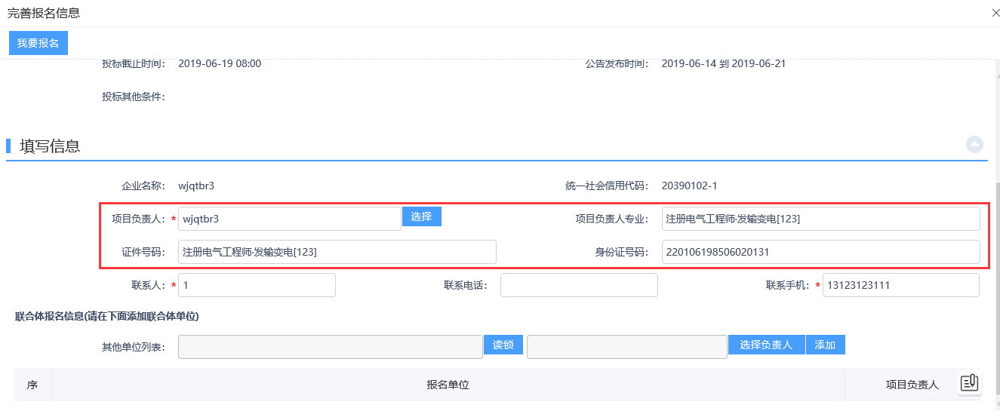 完善报名信息
我要报名
投标截止时间： 2019-06-19 08:00 公告发布时间： 2019-06-14 到 2019-06-21
投标其他条件：
填写信息
企业名称： wjqtbr3 统一社会信用代码： 20390102-1
项目负责人： * wjqtbr3 选择 项目负责人专业： 注册电气工程师·发输变电[123]
证件号码： 注册电气工程师·发输变电[123] 身份证号码： 220106198506020131
联系人： * 1 联系电话： 联系手机： * 13123123111
联合体报名信息(请在下面添加联合体单位)
其他单位列表： 读锁 选择负责人 添加
序 报名单位 项目负责人